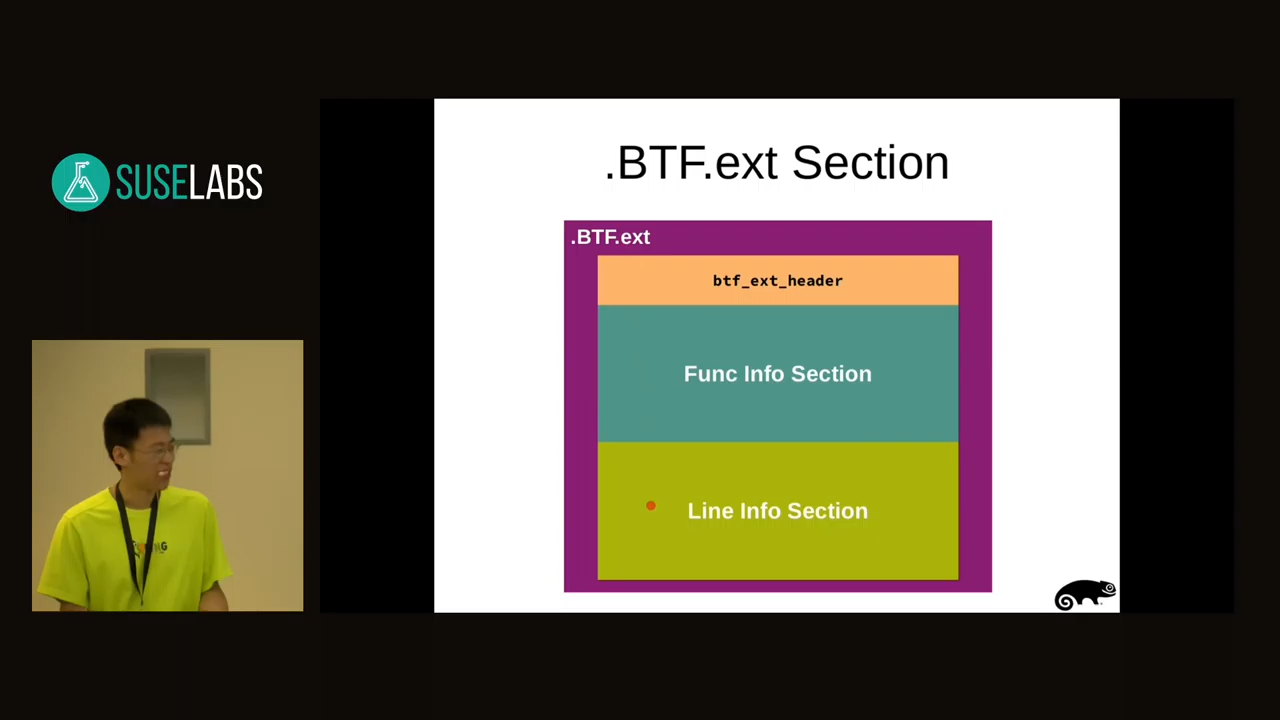 SUSELABS
.BTF.ext Section
.BTF.ext
btf_ext_header
Func Info Section
Line Info Section